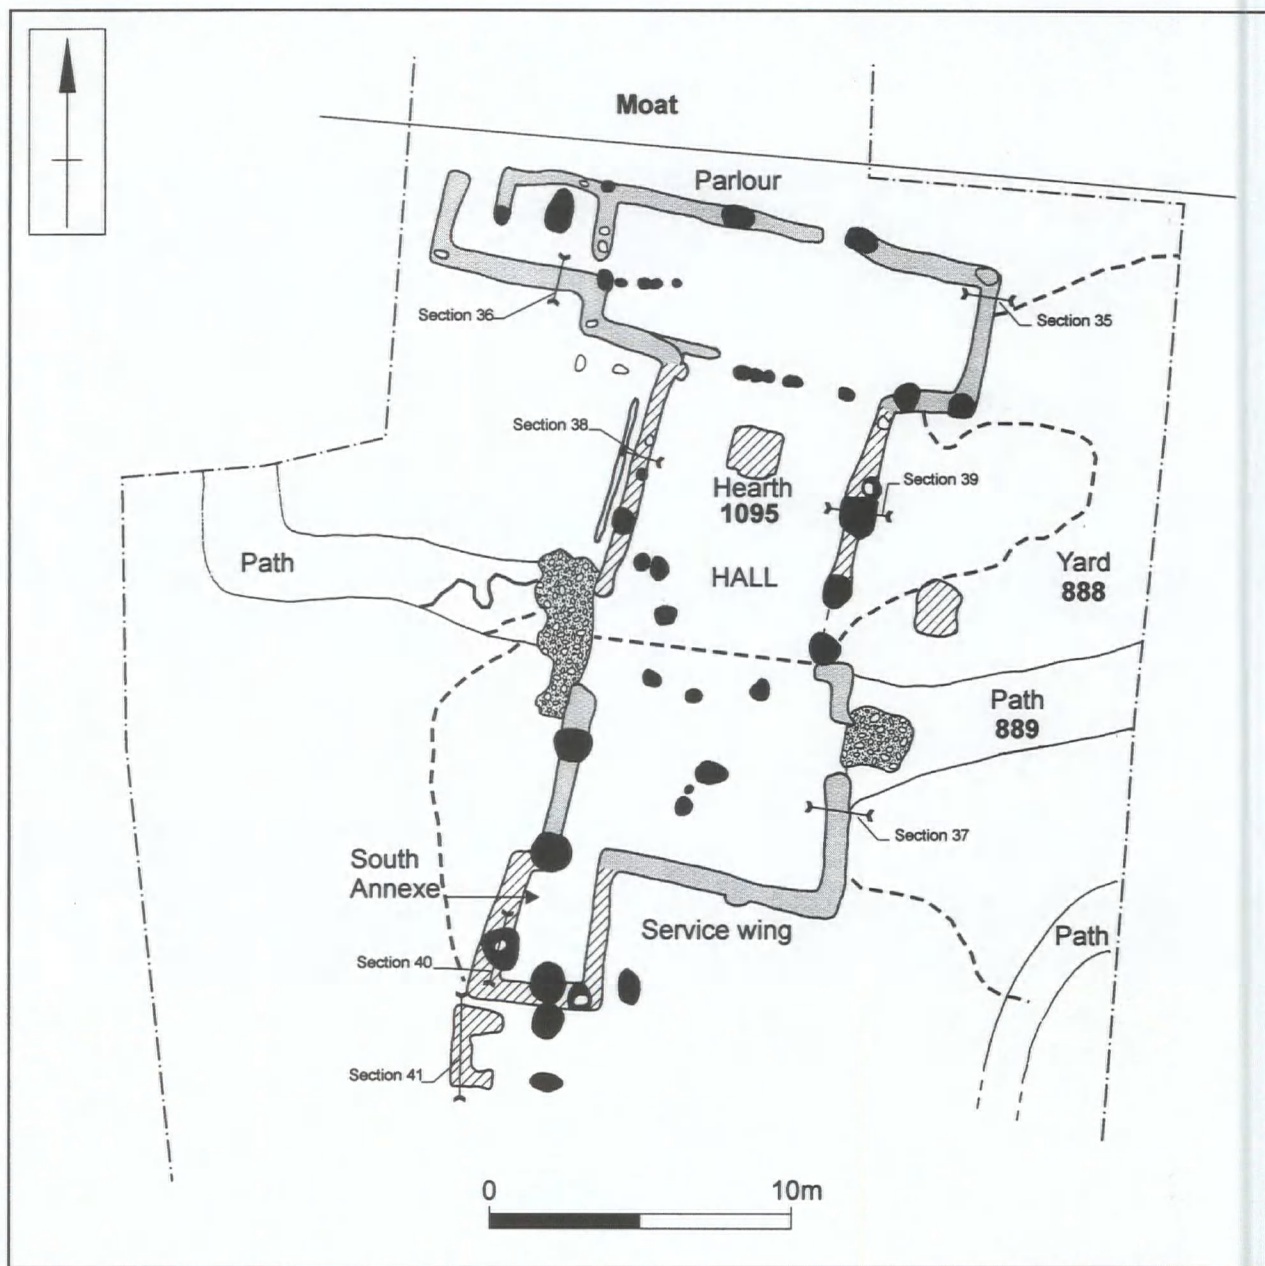 Moat
Parlour
Section 36
Section 35
Section 38
Hearth
1095
Section 39
HALL
Path
Yard
888
Path
889
Section 37
South
Annexe
Service wing
Section 40
Path
Section 41
0 10m